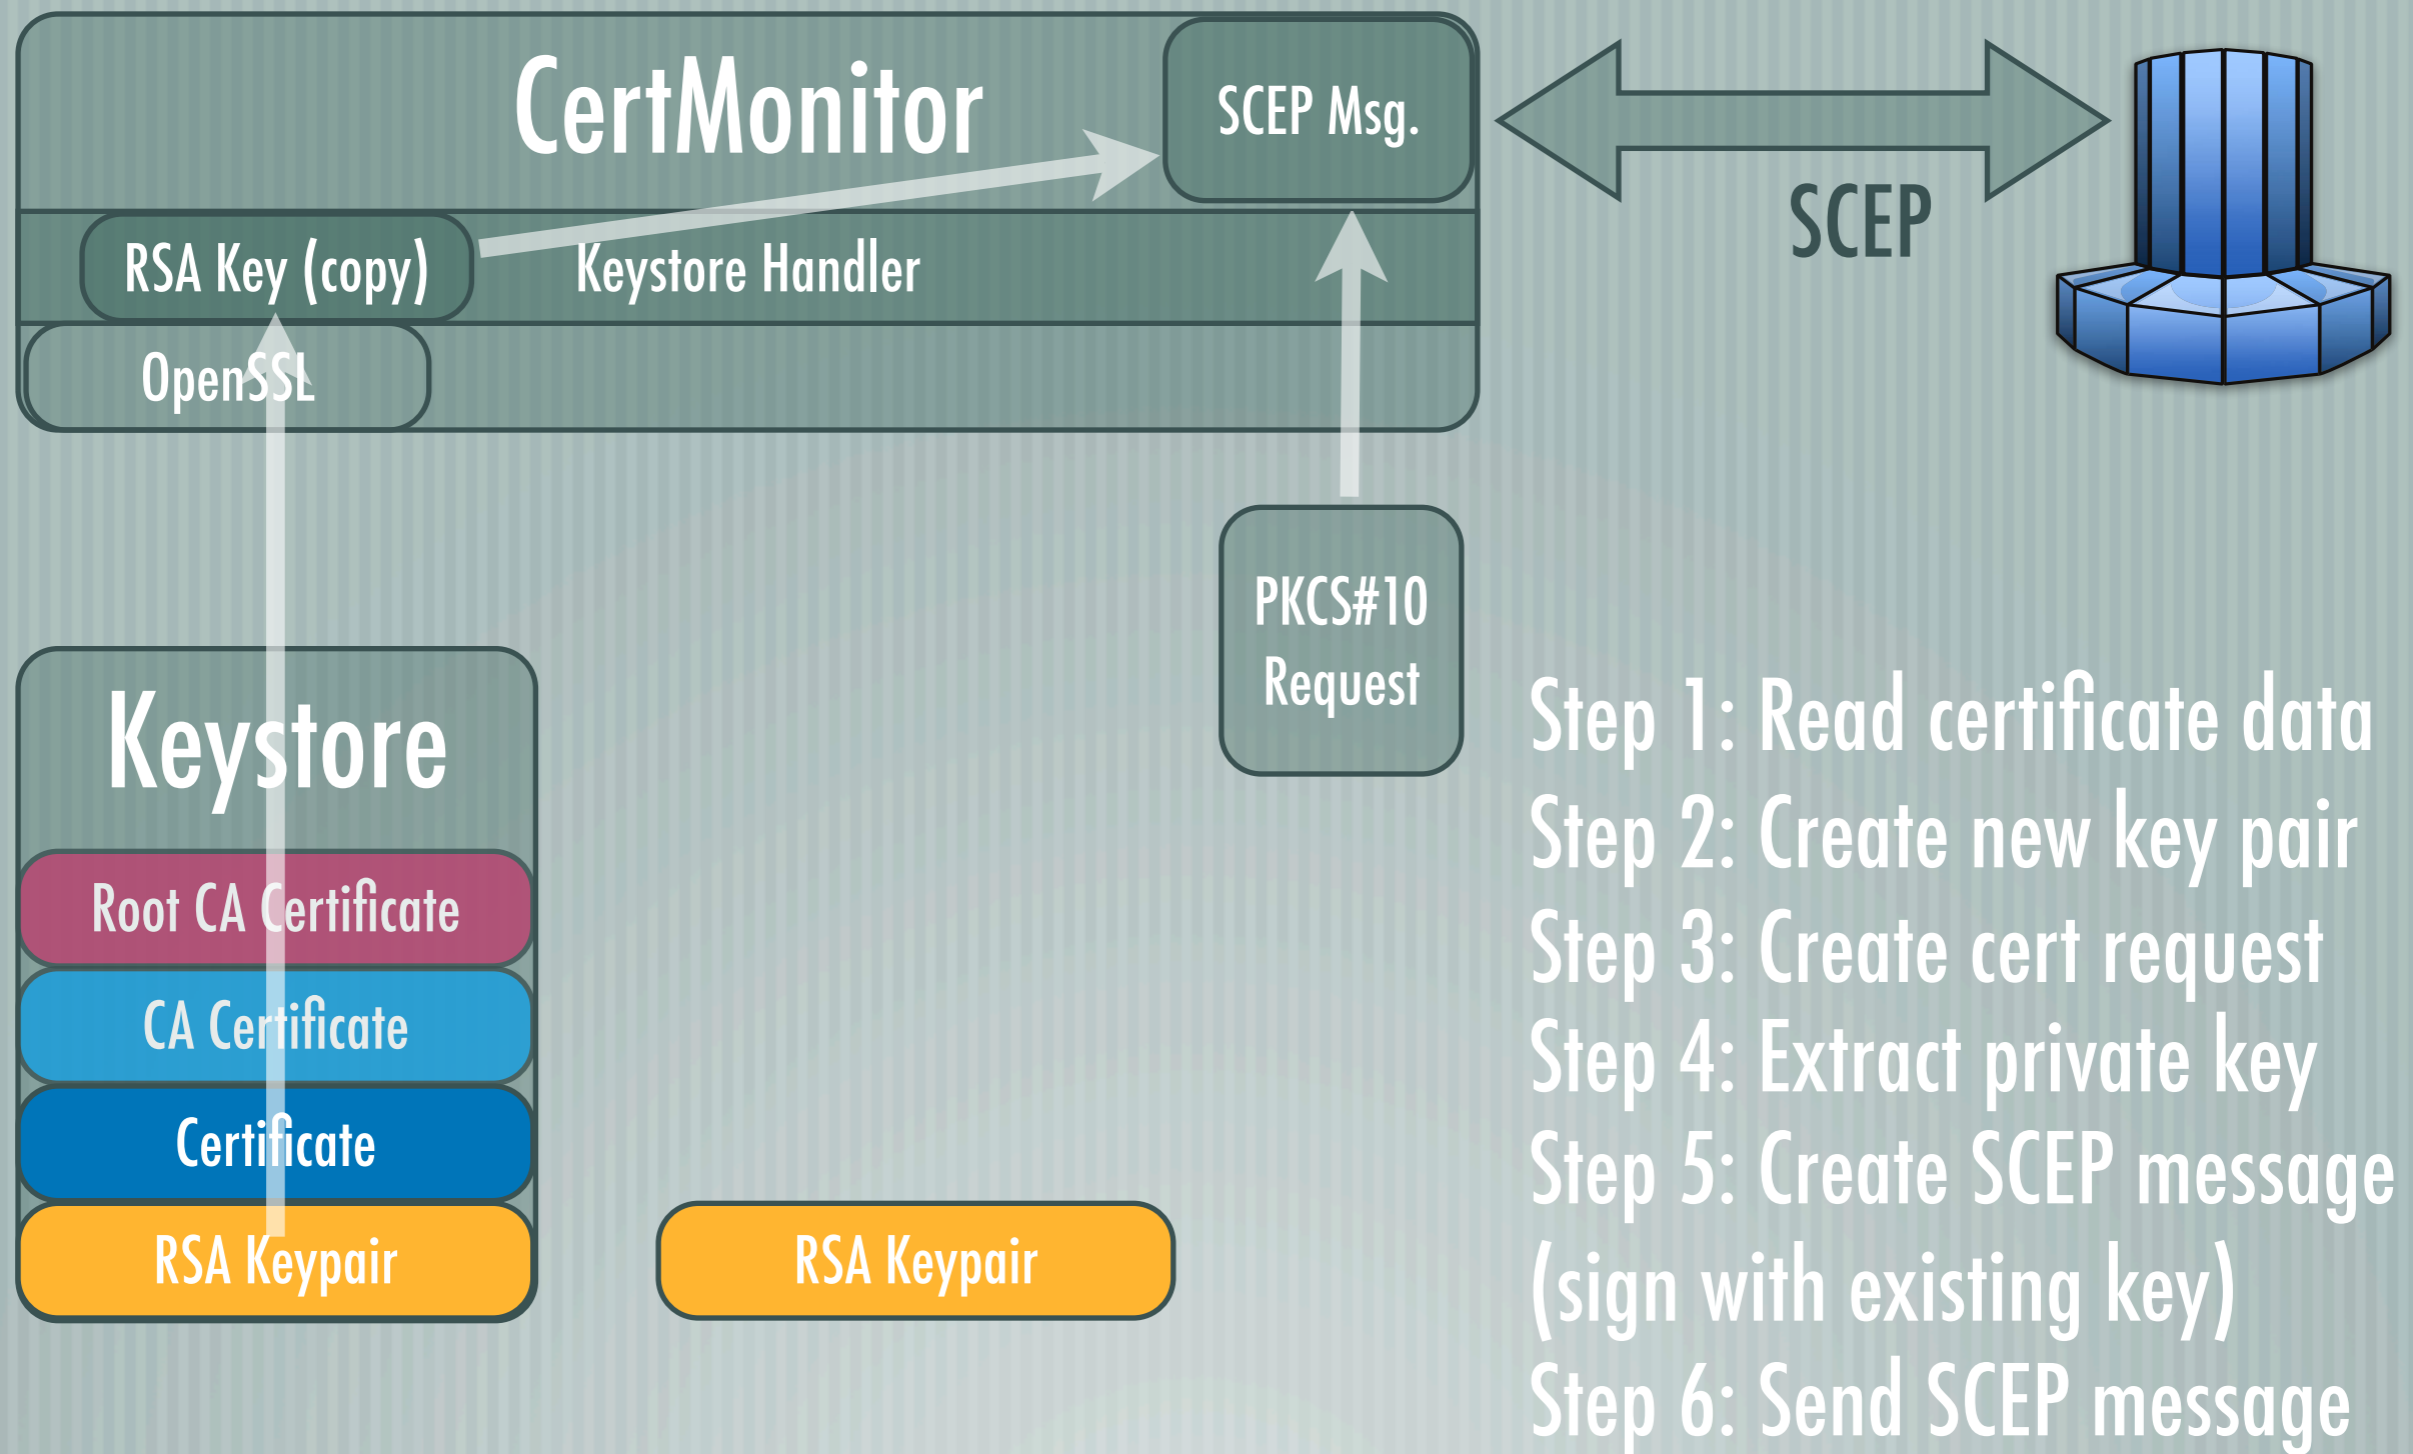 CertMonitor
SCEP Msg.
SCEP
RSA Key (copy)
Keystore Handler
OpenSSL
PKCS#10
Request
Keystore
Root CA Certificate
CA Certificate
Certificate
RSA Keypair
RSA Keypair
Step 1: Read certificate data
Step 2: Create new key pair
Step 3: Create cert request
Step 4: Extract private key
Step 5: Create SCEP message
(sign with existing key)
Step 6: Send SCEP message